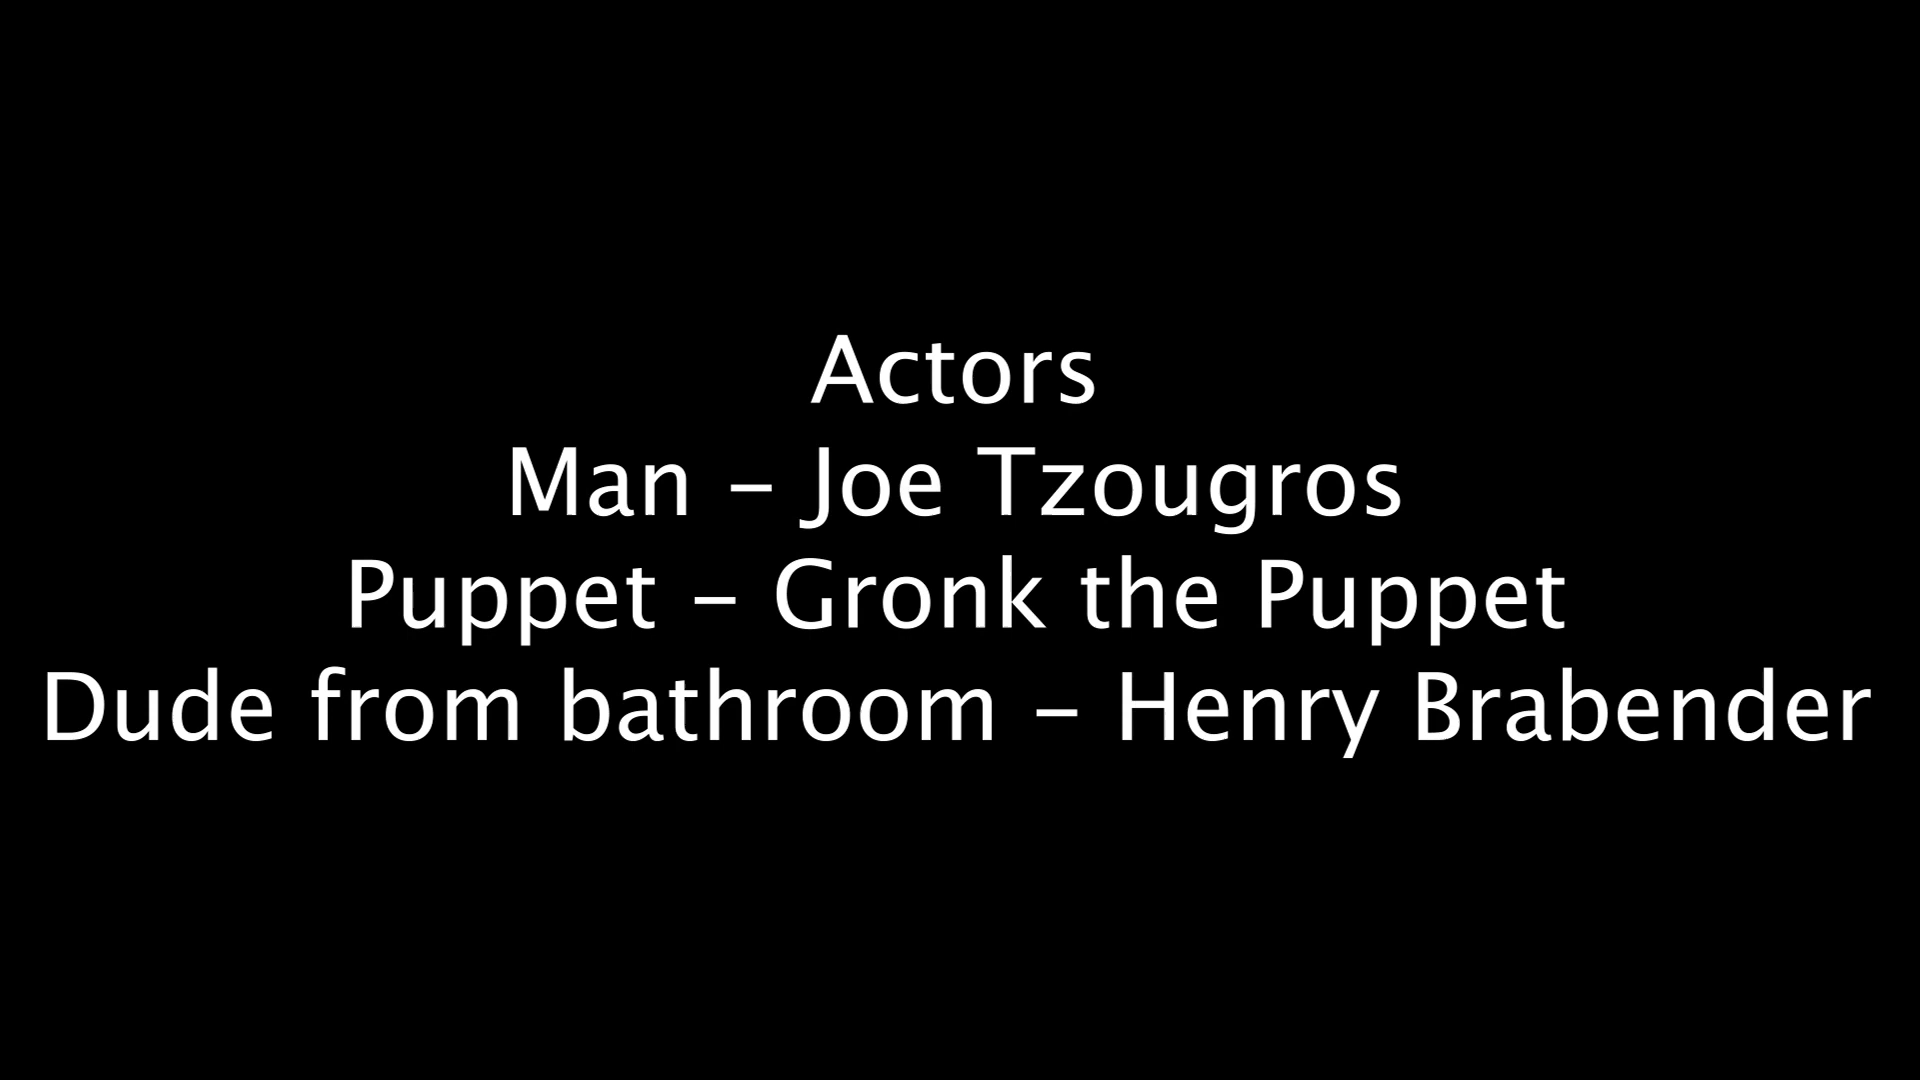 Actors
Man – Joe Tzougros
Puppet – Gronk the Puppet
Dude from bathroom – Henry Brabender